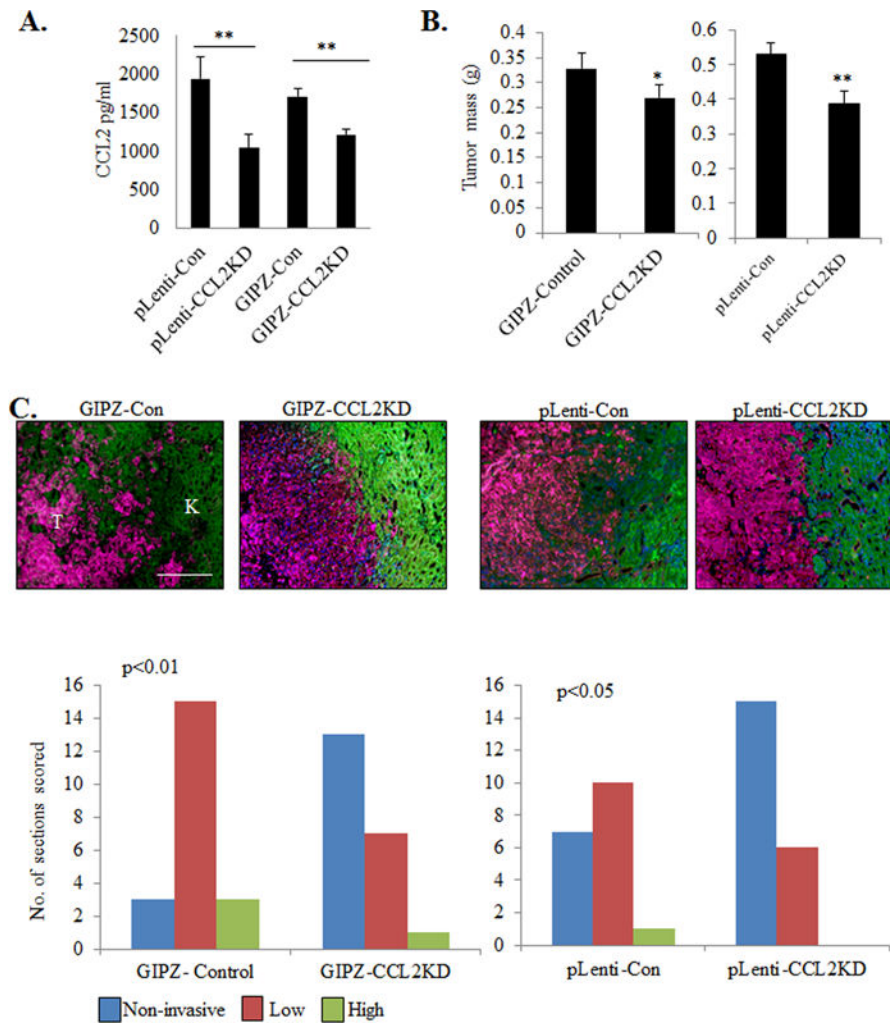 A.
CCL2 pg/ml
2500
2000
1500
1000
500
0
**
**
pLenti-Con
pLenti-CCL2KD
GIPZ-Con
GIPZ-CCL2KD
B.
Tumor mass (g)
0.4
0.35
0.3
0.25
0.2
0.15
0.1
0.05
0
*
GIPZ-Control
GIPZ-CCL2KD
0.6
0.5
0.4
0.3
0.2
0.1
0
**
pLenti-Con
pLenti-CCL2KD
C.
GIPZ-Con
GIPZ-CCL2KD
pLenti-Con
pLenti-CCL2KD
T
K
No. of sections scored
p<0.01
16
14
12
10
8
6
4
2
0
GIPZ- Control
GIPZ-CCL2KD
p<0.05
16
14
12
10
8
6
4
2
0
pLenti-Con
pLenti-CCL2KD
Non-invasive
Low
High